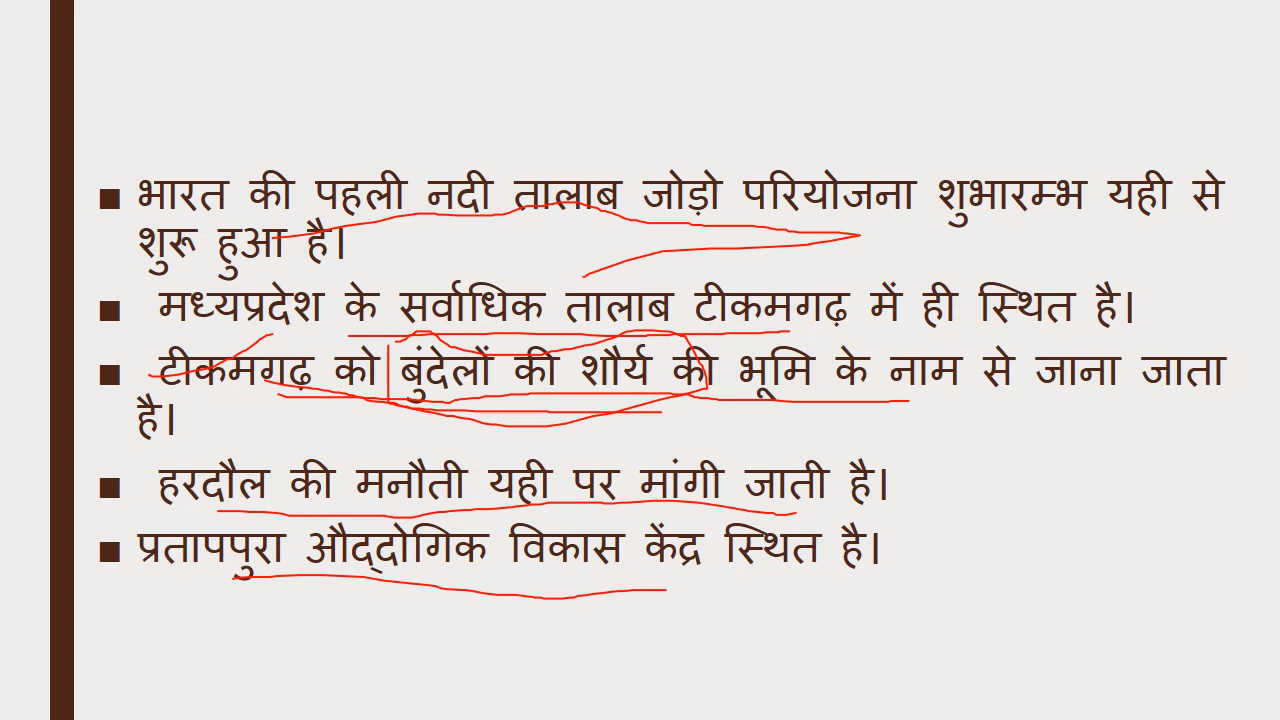 ■ भारत की पहली नदी तालाब जोड़ो परियोजना शुभारम्भ यही से
शुरू हुआ है।
■ मध्यप्रदेश के सर्वाधिक तालाब टीकमगढ़ में ही स्थित है।
■ टीकमगढ़ को बुंदेलों की शौर्य की भूमि के नाम से जाना जाता
है।
■ हरदौल की मनौती यही पर मांगी जाती है।
■ प्रतापपुरा औद्दोगिक विकास केंद्र स्थित है।